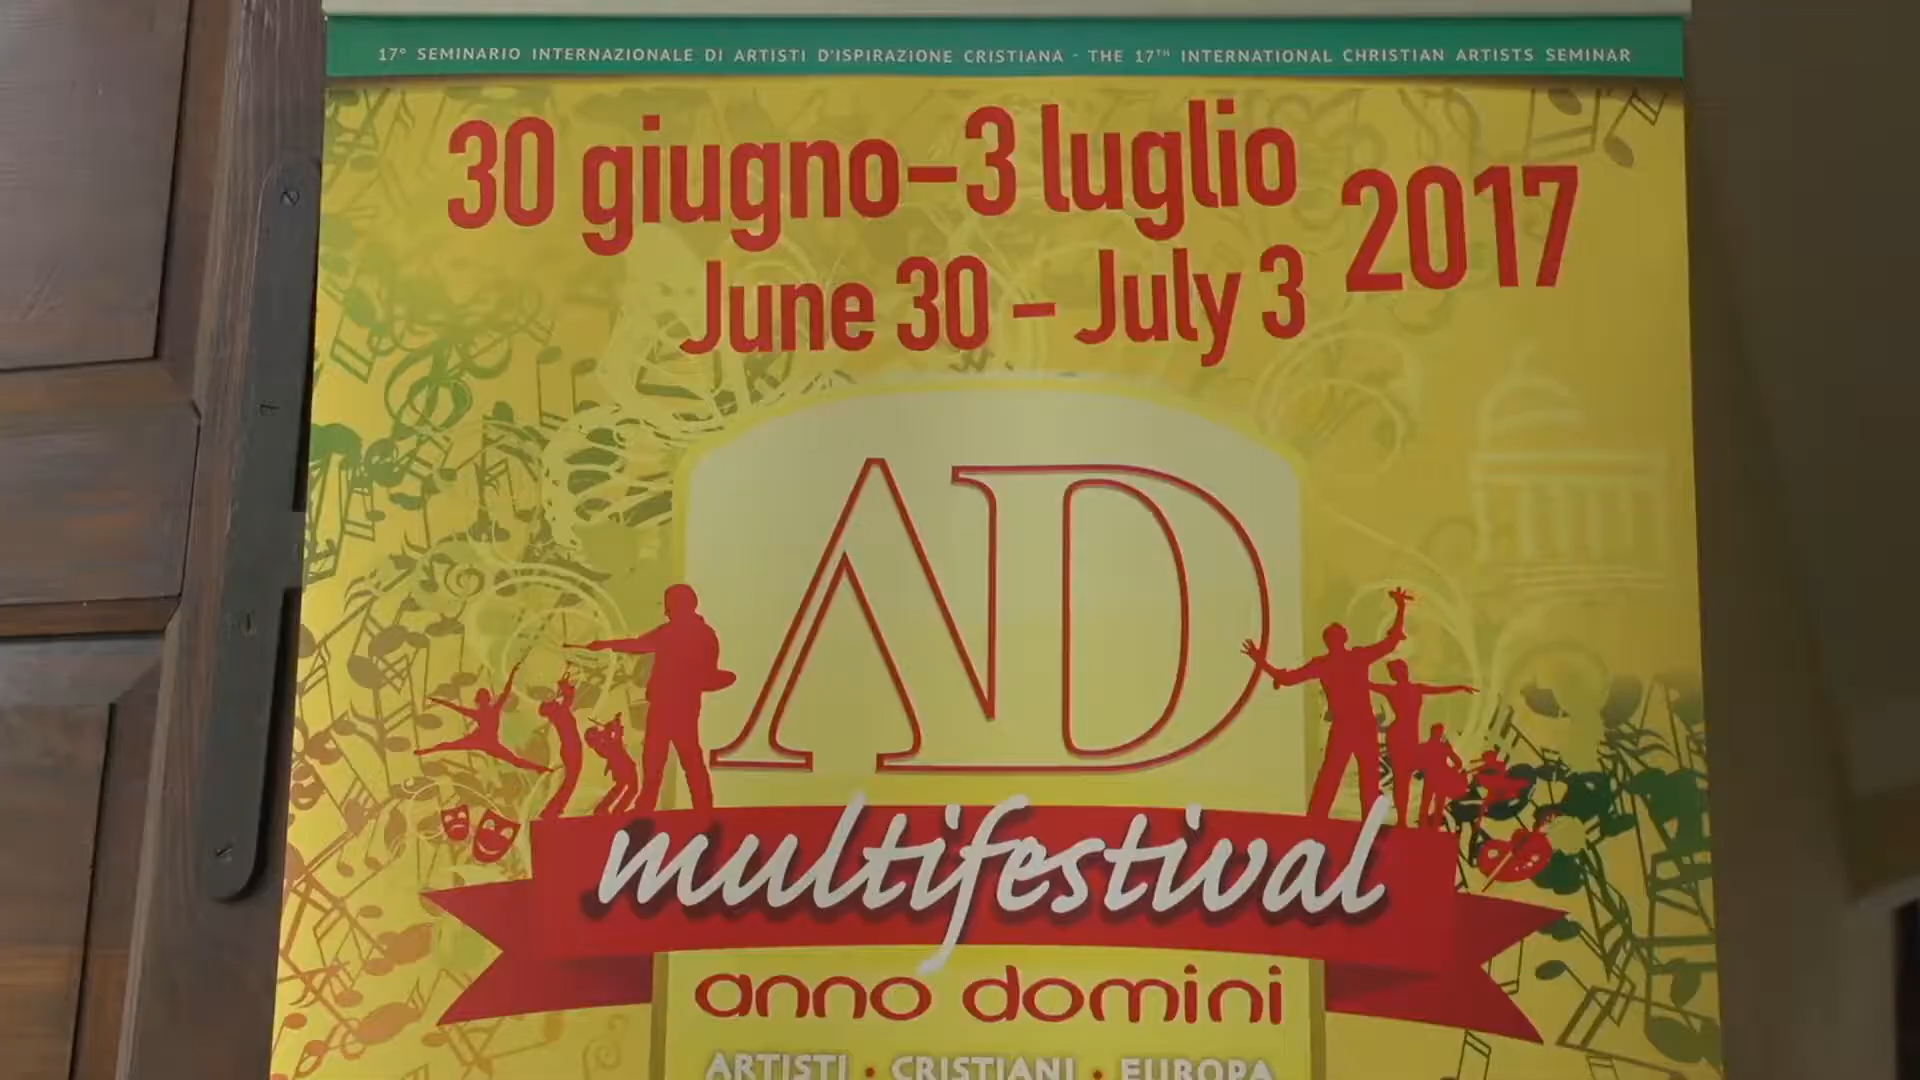 17° SEMINARIO INTERNAZIONALE DI ARTISTI D'ISPIRAZIONE CRISTIANA - THE 17TH INTERNATIONAL CHRISTIAN ARTISTS SEMINAR
30 giugno–3 luglio 2017
June 30 – July 3
AD
multifestival
anno domini
ARTISTI · CRISTIANI · EUROPA